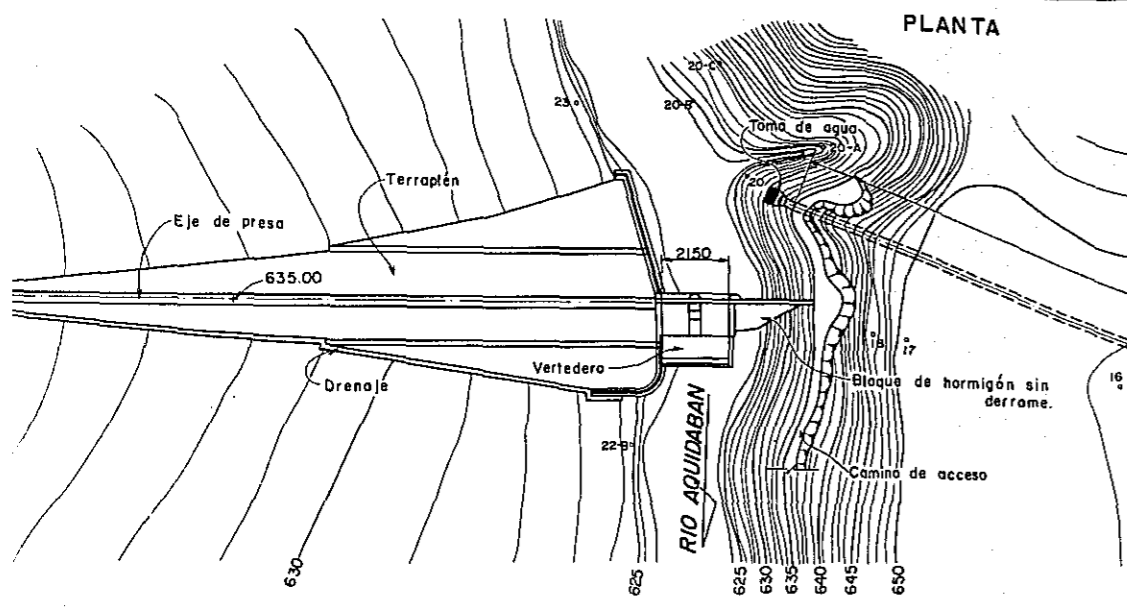 PLANTA
20-C°
23°
20-B°
Toma de agua
20-A
°20
Terraplén
Eje de presa
2150
635.00
18
17
16
Vertedero
Bloque de hormigón sin
derrame.
Drenaje
22-B°
RIO AQUIDABAN
Camino de acceso
630
625
625
630
635
640
645
650